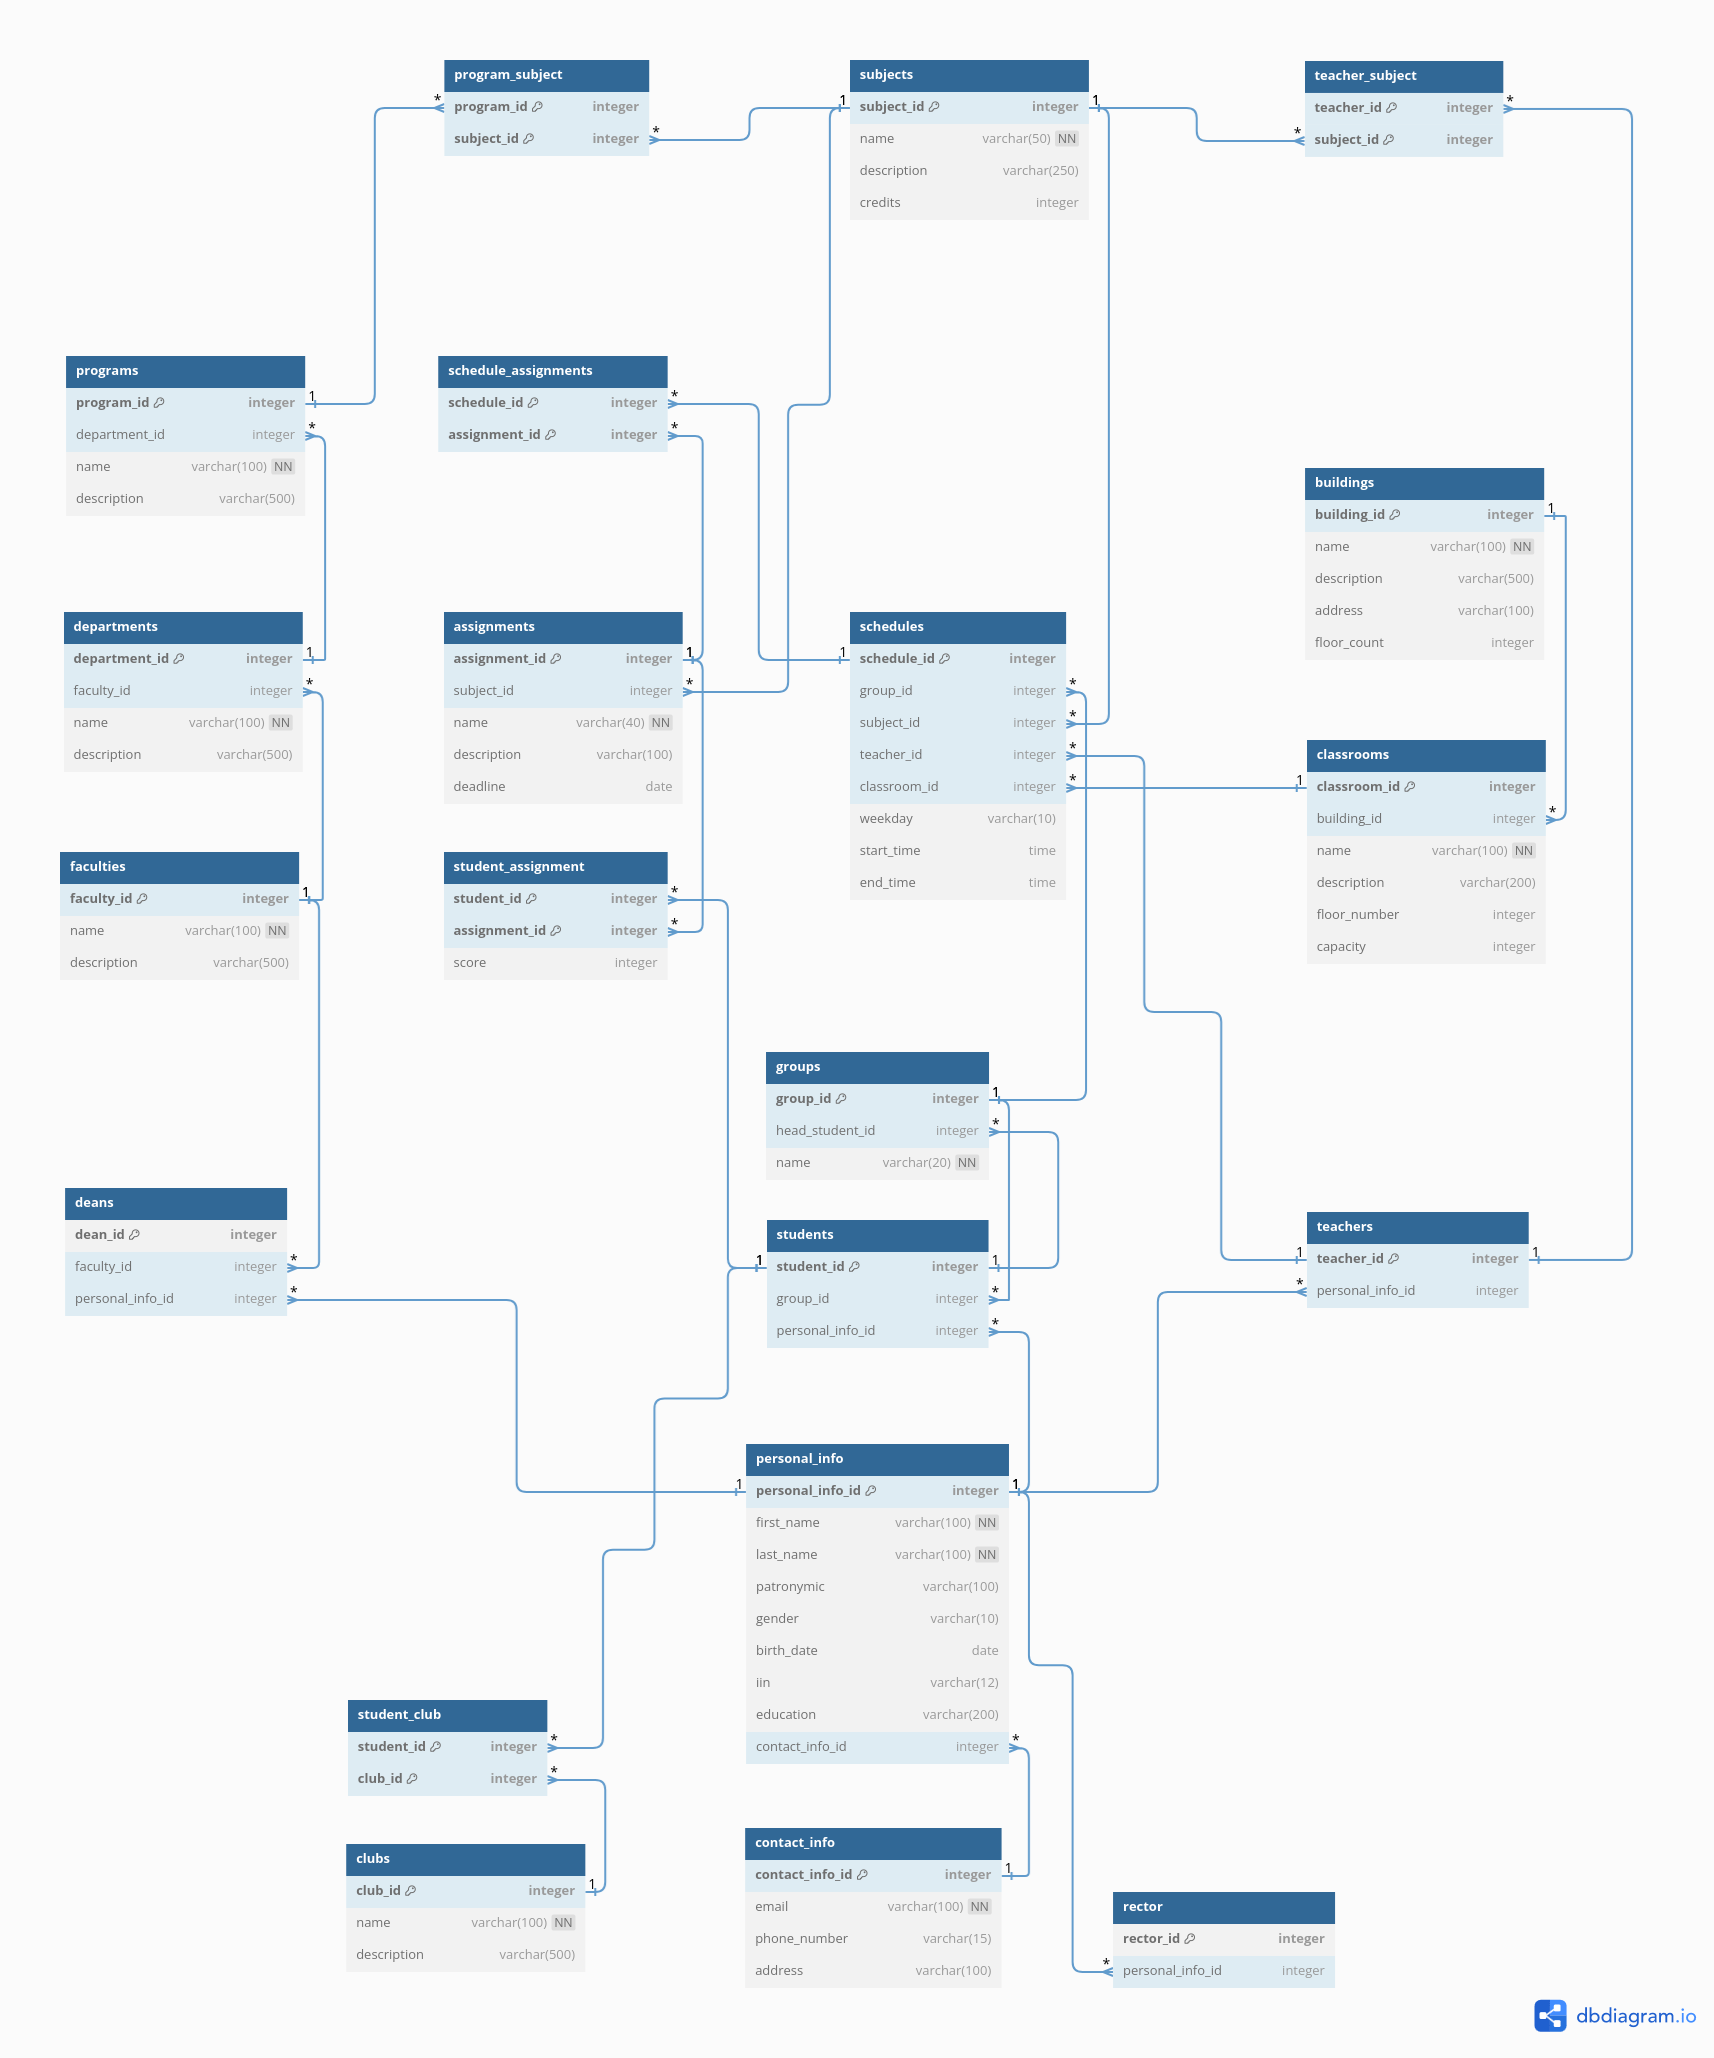 program_subject
program_id integer
subject_id integer
subjects
subject_id integer
name varchar(50) NN
description varchar(250)
credits integer
teacher_subject
teacher_id integer
subject_id integer
programs
program_id integer
department_id integer
name varchar(100) NN
description varchar(500)
schedule_assignments
schedule_id integer
assignment_id integer
buildings
building_id integer
name varchar(100) NN
description varchar(500)
address varchar(100)
floor_count integer
departments
department_id integer
faculty_id integer
name varchar(100) NN
description varchar(500)
assignments
assignment_id integer
subject_id integer
name varchar(40) NN
description varchar(100)
deadline date
schedules
schedule_id integer
group_id integer
subject_id integer
teacher_id integer
classroom_id integer
weekday varchar(10)
start_time time
end_time time
classrooms
classroom_id integer
building_id integer
name varchar(100) NN
description varchar(200)
floor_number integer
capacity integer
faculties
faculty_id integer
name varchar(100) NN
description varchar(500)
student_assignment
student_id integer
assignment_id integer
score integer
groups
group_id integer
head_student_id integer
name varchar(20) NN
deans
dean_id integer
faculty_id integer
personal_info_id integer
students
student_id integer
group_id integer
personal_info_id integer
teachers
teacher_id integer
personal_info_id integer
personal_info
personal_info_id integer
first_name varchar(100) NN
last_name varchar(100) NN
patronymic varchar(100)
gender varchar(10)
birth_date date
iin varchar(12)
education varchar(200)
contact_info_id integer
student_club
student_id integer
club_id integer
clubs
club_id integer
name varchar(100) NN
description varchar(500)
contact_info
contact_info_id integer
email varchar(100) NN
phone_number varchar(15)
address varchar(100)
rector
rector_id integer
personal_info_id integer
dbdiagram.io